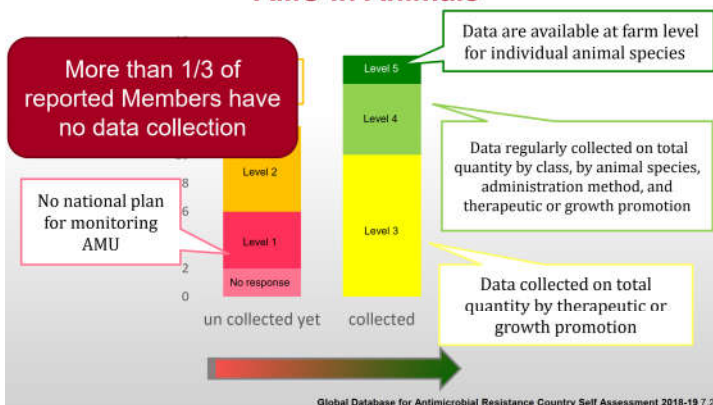 More than 1/3 of
reported Members have
no data collection
Data are available at farm level
for individual animal species
Level 5
Level 4
Data regularly collected on total
quantity by class, by animal species,
administration method, and
therapeutic or growth promotion
Level 2
8
No national plan
for monitoring
AMU
6
Level 1
Level 3
2
No response
0
Data collected on total
quantity by therapeutic or
growth promotion
un collected yet
collected
Global Database for Antimicrobial Resistance Country Self Assessment 2018-19